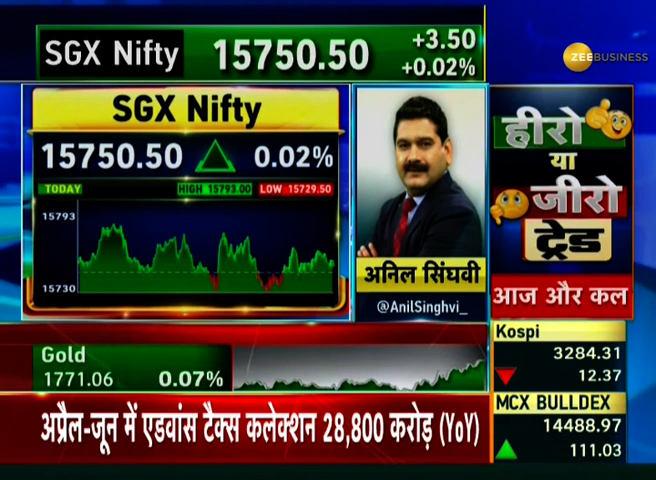 SGX Nifty 15750.50 +3.50
+0.02%
ZEEBUSINESS
SGX Nifty
15750.50 0.02%
TODAY HIGH 15793.00 LOW 15729.50
15793
15730
अनिल सिंघवी
@AnilSinghvi_
हीरो
या
जीरो
ट्रेड
आज और कल
Gold
1771.06 0.07%
Kospi
3284.31
12.37
MCX BULLDEX
14488.97
111.03
अप्रैल-जून में एडवांस टैक्स कलेक्शन 28,800 करोड़ (YoY)